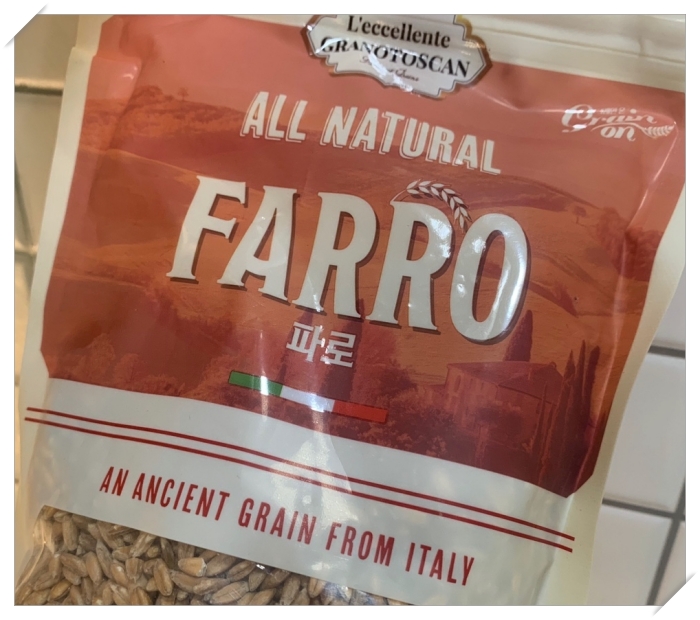 L'eccellente
GRANOTOSCAN
ALL NATURAL
Grain
on
FARRO
파로
AN ANCIENT GRAIN FROM ITALY